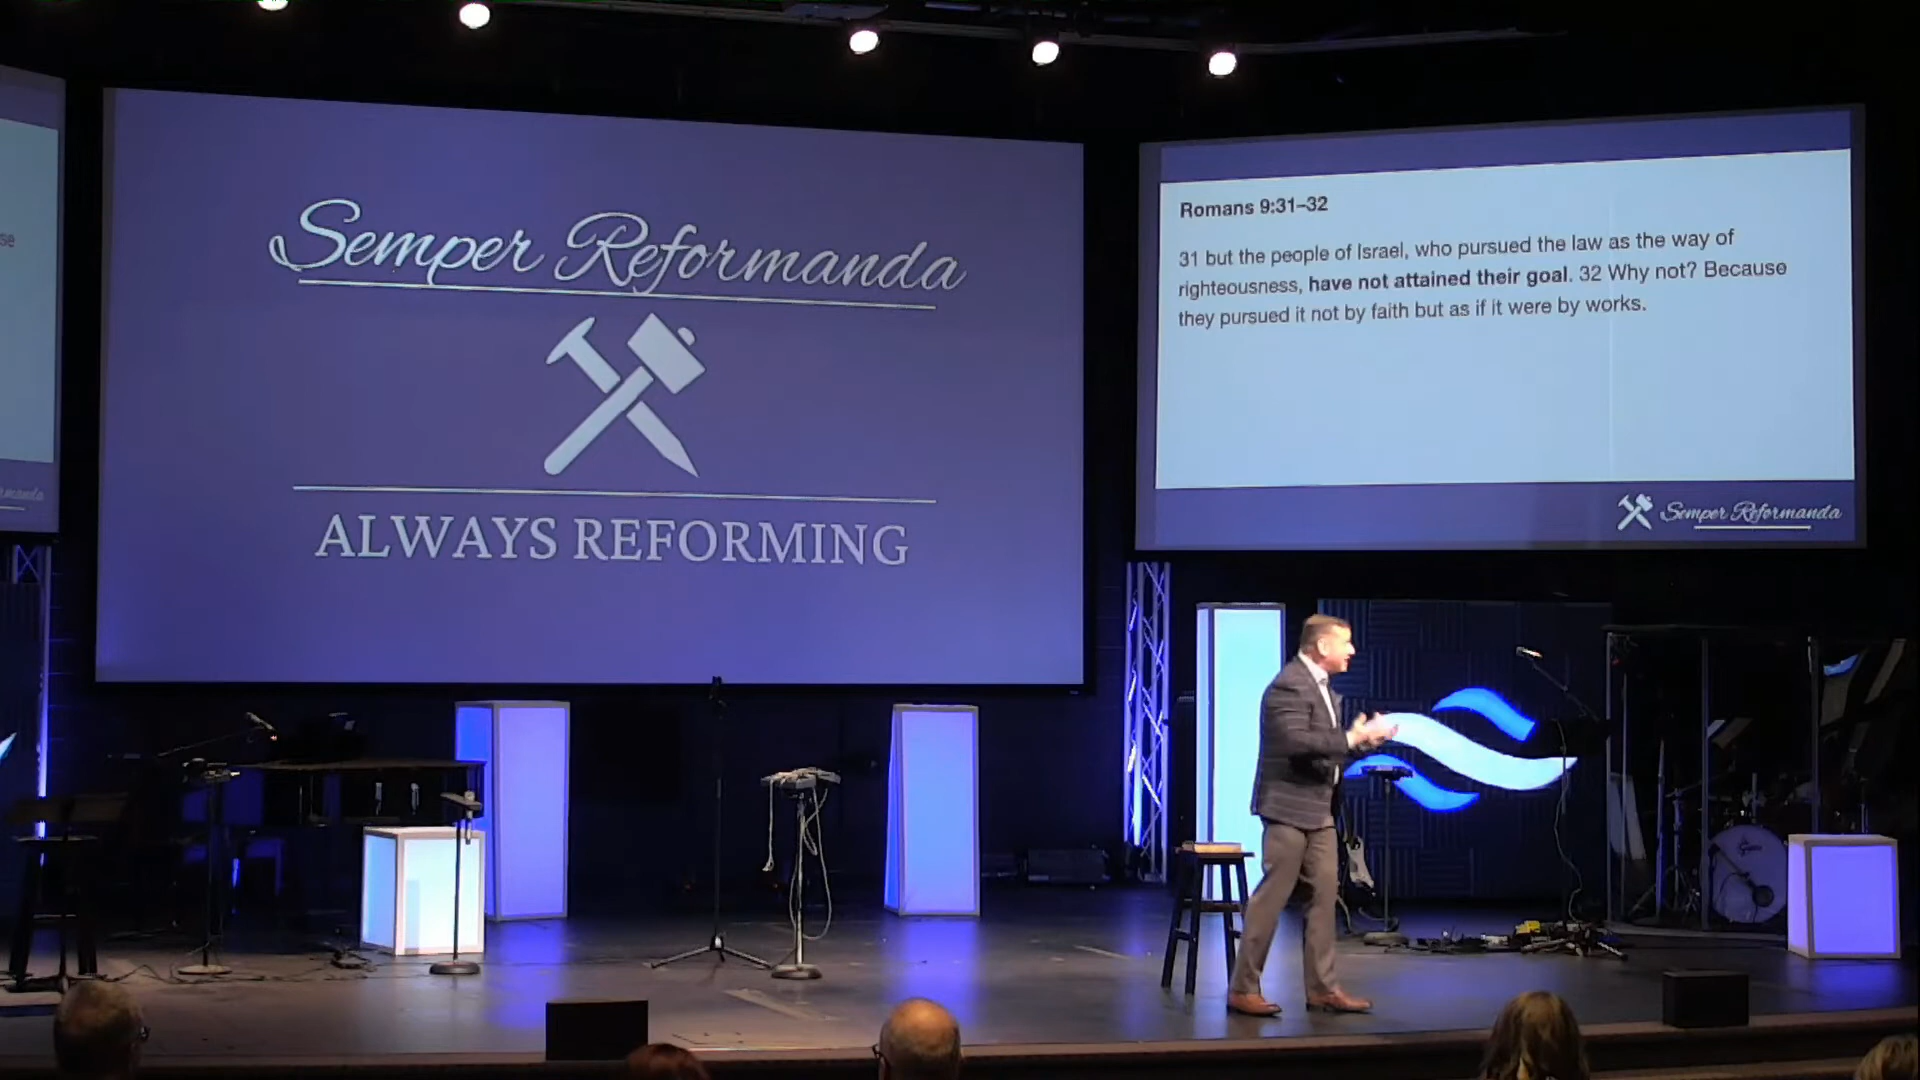 Semper Reformanda
ALWAYS REFORMING
Romans 9:31–32
31 but the people of Israel, who pursued the law as the way of
righteousness, have not attained their goal. 32 Why not? Because
they pursued it not by faith but as if it were by works.
Semper Reformanda